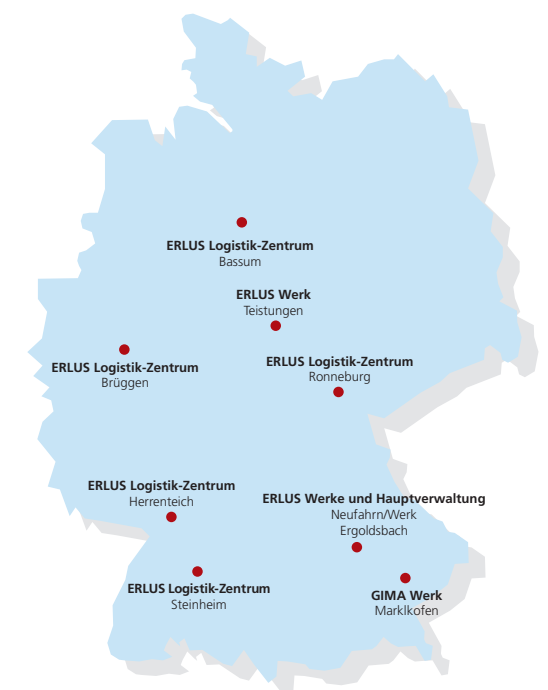 ERLUS Logistik-Zentrum
Bassum
ERLUS Werk
Teistungen
ERLUS Logistik-Zentrum
Brüggen
ERLUS Logistik-Zentrum
Ronneburg
ERLUS Logistik-Zentrum
Herrenteich
ERLUS Werke und Hauptverwaltung
Neufahrn/Werk
Ergoldsbach
ERLUS Logistik-Zentrum
Steinheim
GIMA Werk
Marklkofen